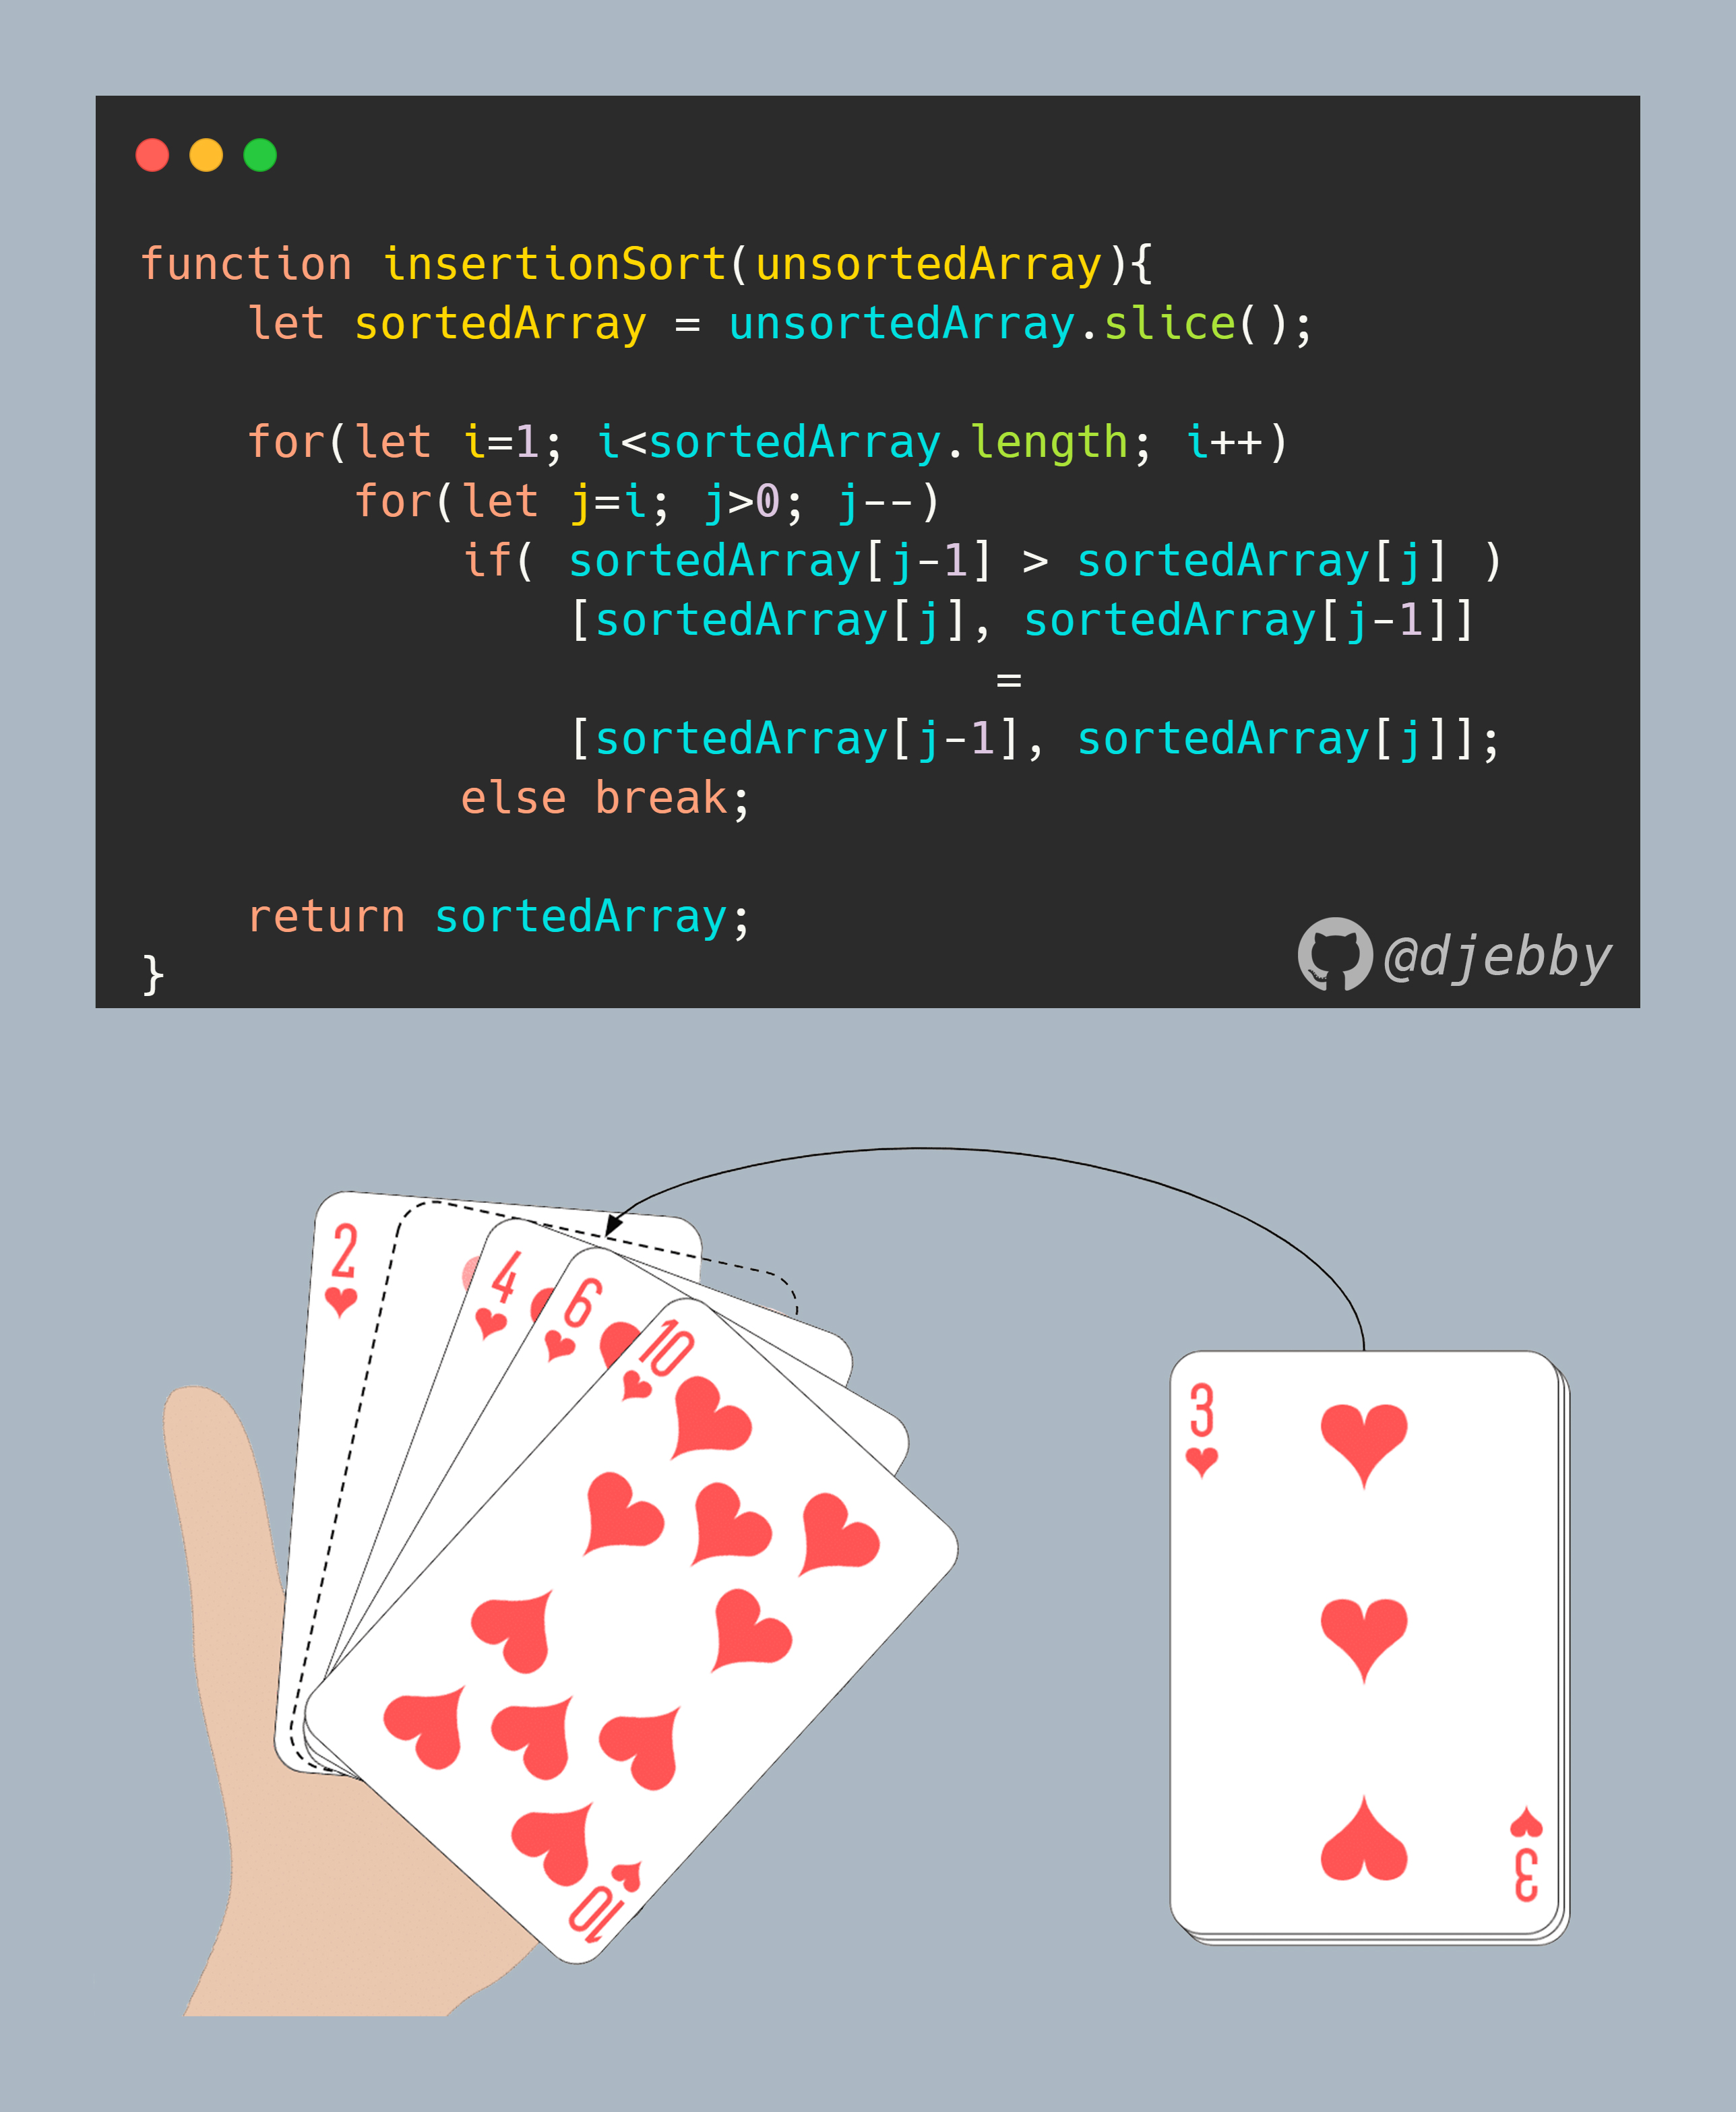 function insertionSort(unsortedArray){
    let sortedArray = unsortedArray.slice();
    for(let i=1; i<sortedArray.length; i++)
        for(let j=i; j>0; j--)
            if( sortedArray[j-1] > sortedArray[j] )
                [sortedArray[j], sortedArray[j-1]]
                                =
                [sortedArray[j-1], sortedArray[j]];
            else break;
    return sortedArray;
}
@djebby
2
4
6
10
10
3
3